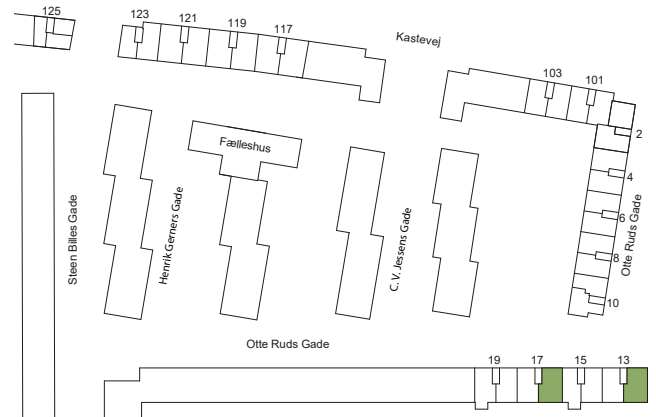 125
123
121
119
117
Kastevej
103
101
2
4
6
8
10
Otte Ruds Gade
Fælleshus
Steen Billes Gade
Henrik Gerners Gade
C. V. Jessens Gade
Otte Ruds Gade
19
17
15
13